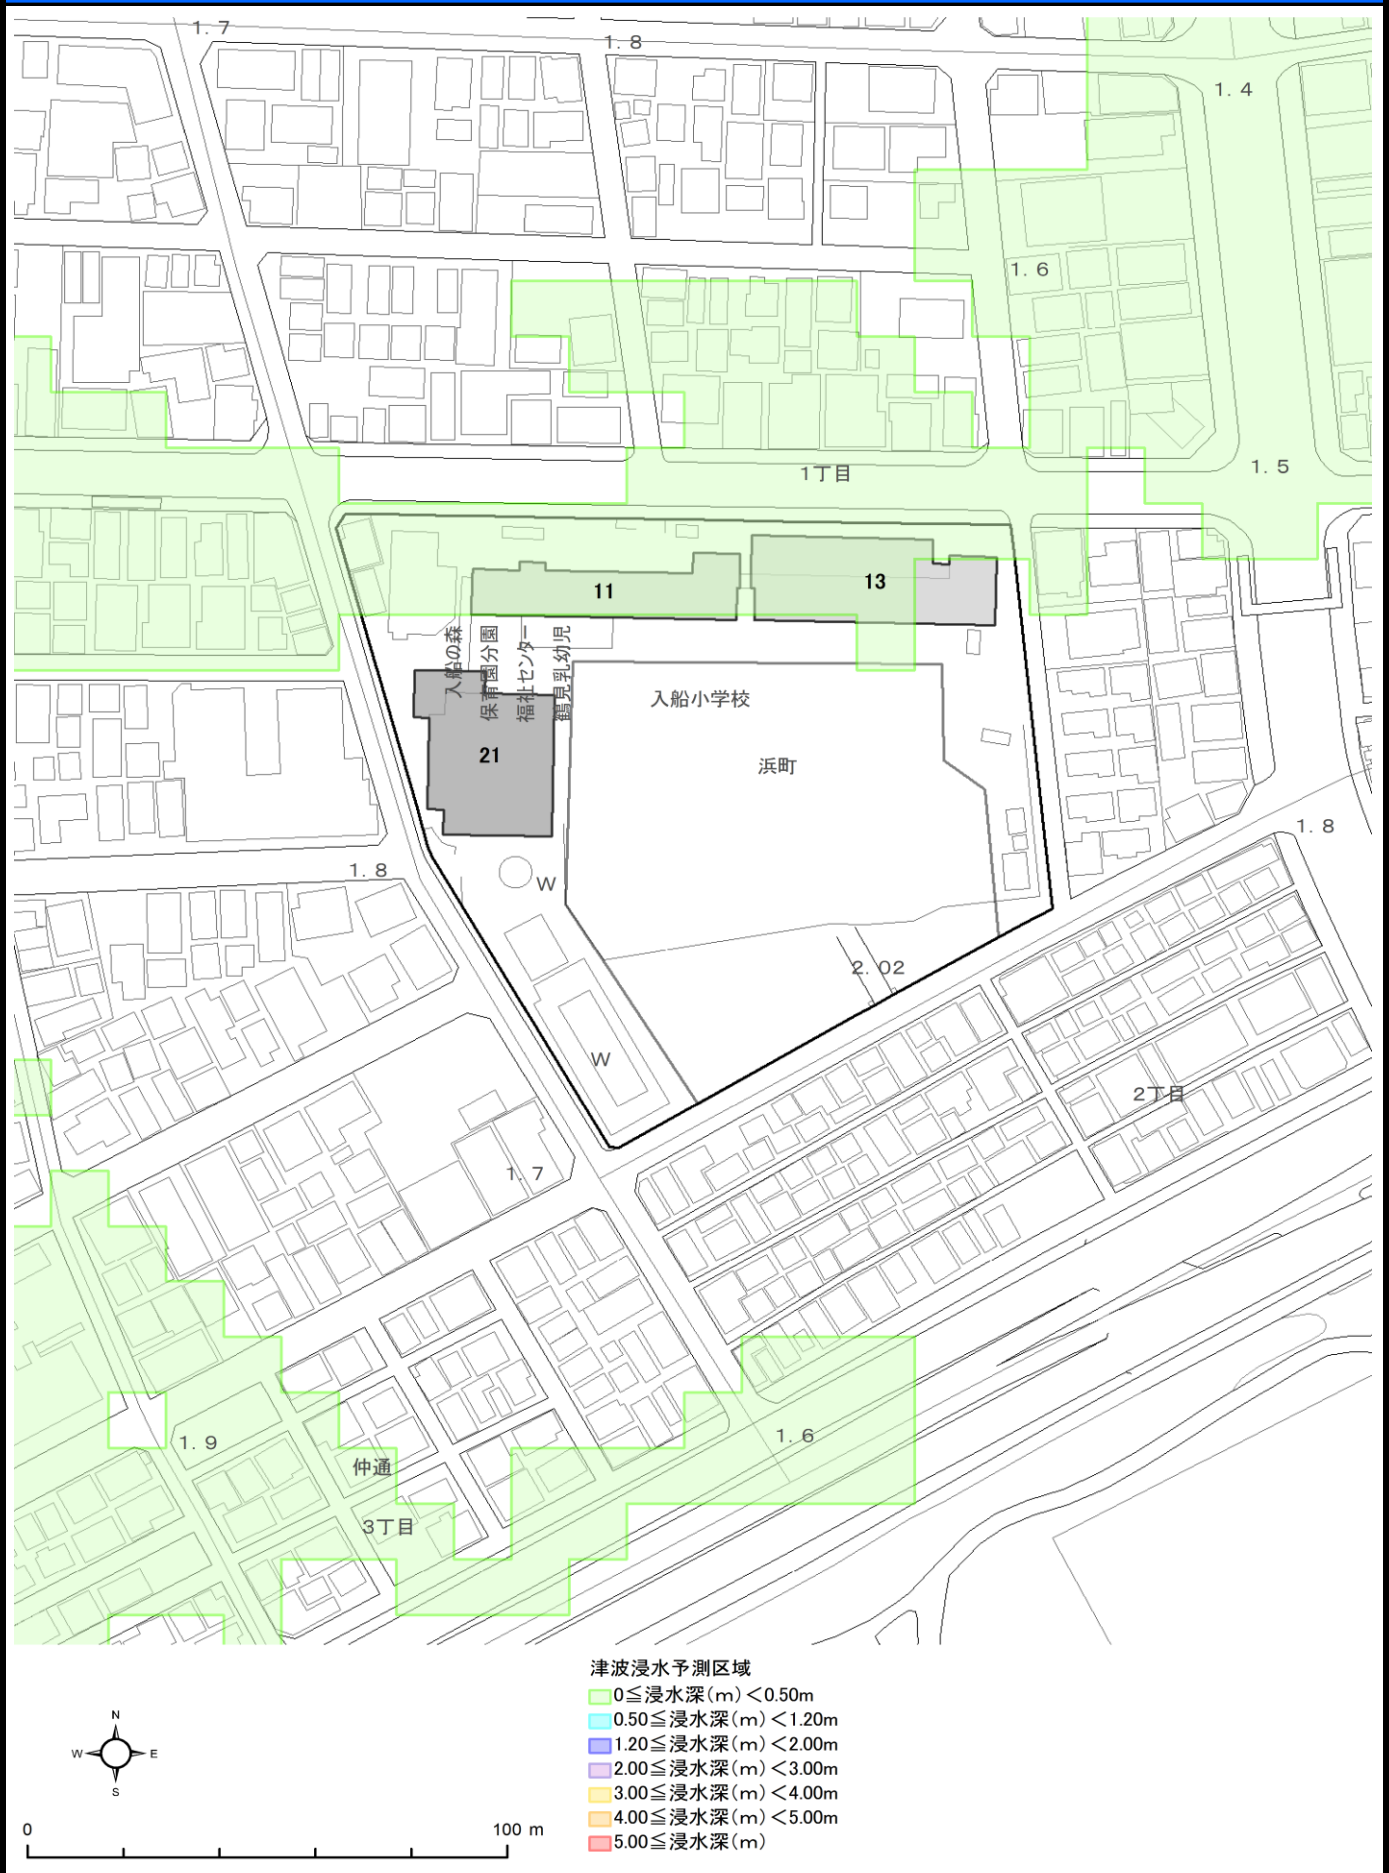 1.7
1.8
1.4
1.6
1丁目
1.5
11
13
入船の森
保育園分園
福祉センター
鶴見乳幼児
入船小学校
21
浜町
1.8
1.8
W
2.02
W
2丁目
1.7
1.6
1.9
仲通
3丁目
津波浸水予測区域
0≦浸水深(m)<0.50m
0.50≦浸水深(m)<1.20m
1.20≦浸水深(m)<2.00m
2.00≦浸水深(m)<3.00m
3.00≦浸水深(m)<4.00m
4.00≦浸水深(m)<5.00m
5.00≦浸水深(m)
N
W E
S
0 100 m